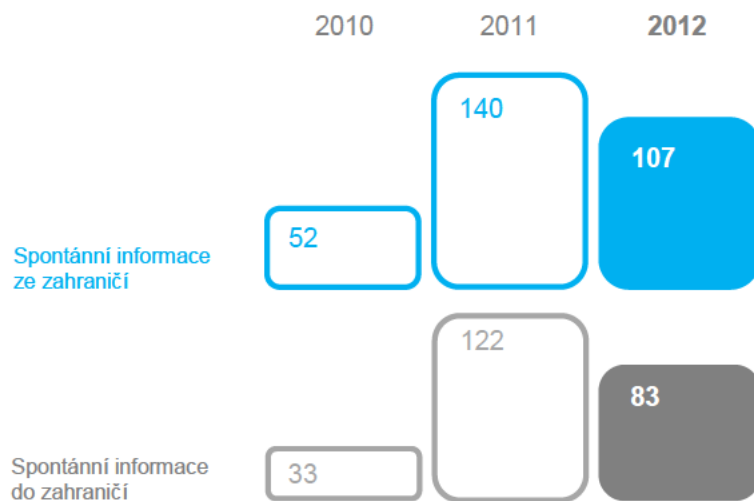 2010 2011 2012
140
107
52
Spontánní informace
ze zahraničí
122
83
33
Spontánní informace
do zahraničí